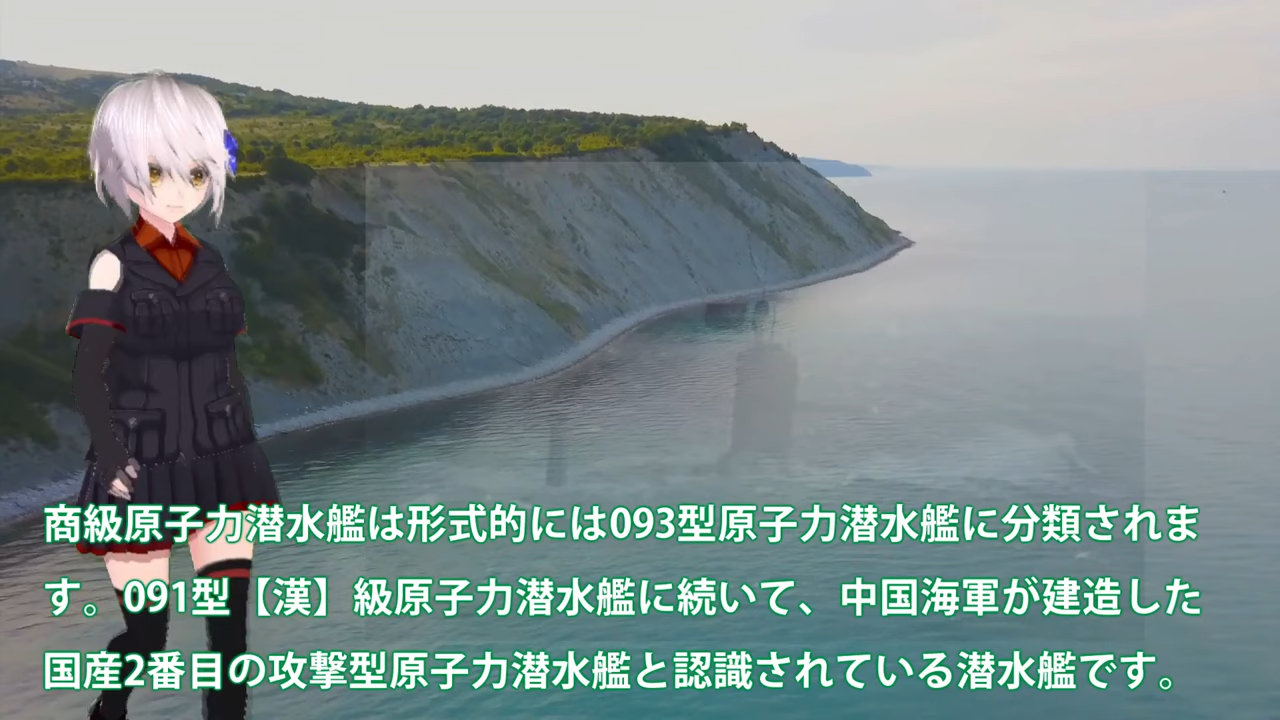 商級原子力潜水艦は形式的には093型原子力潜水艦に分類されま
す。091型【漢】級原子力潜水艦に続いて、中国海軍が建造した
国産2番目の攻撃型原子力潜水艦と認識されている潜水艦です。